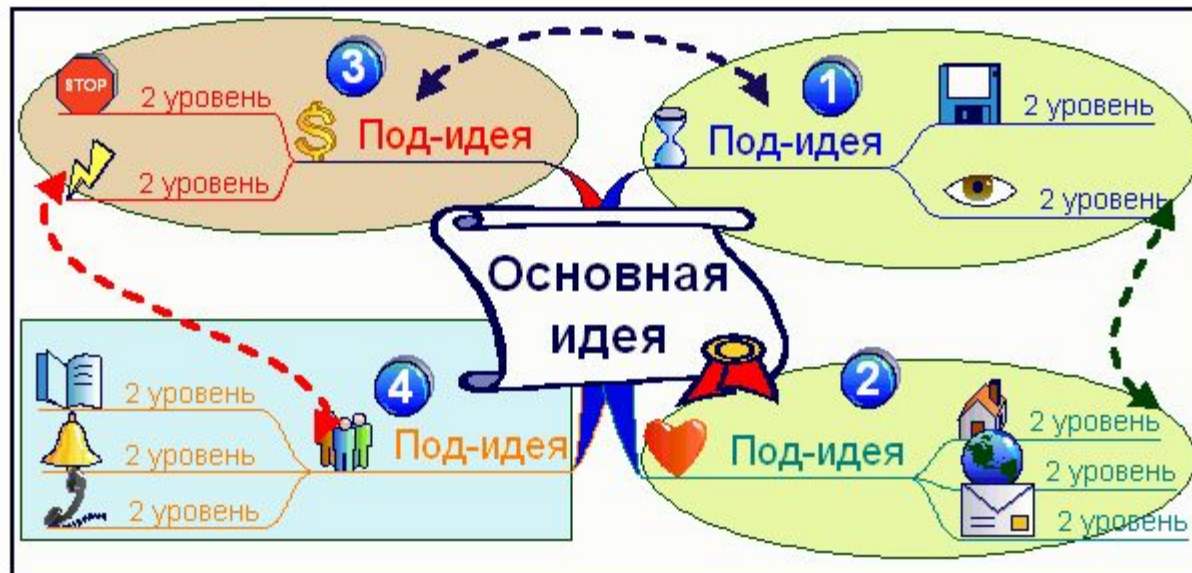 3
STOP
2 уровень
Под-идея
2 уровень
1
2 уровень
Под-идея
2 уровень
Основная
идея
4
2 уровень
Под-идея
2 уровень
2 уровень
2
2 уровень
Под-идея
2 уровень
2 уровень